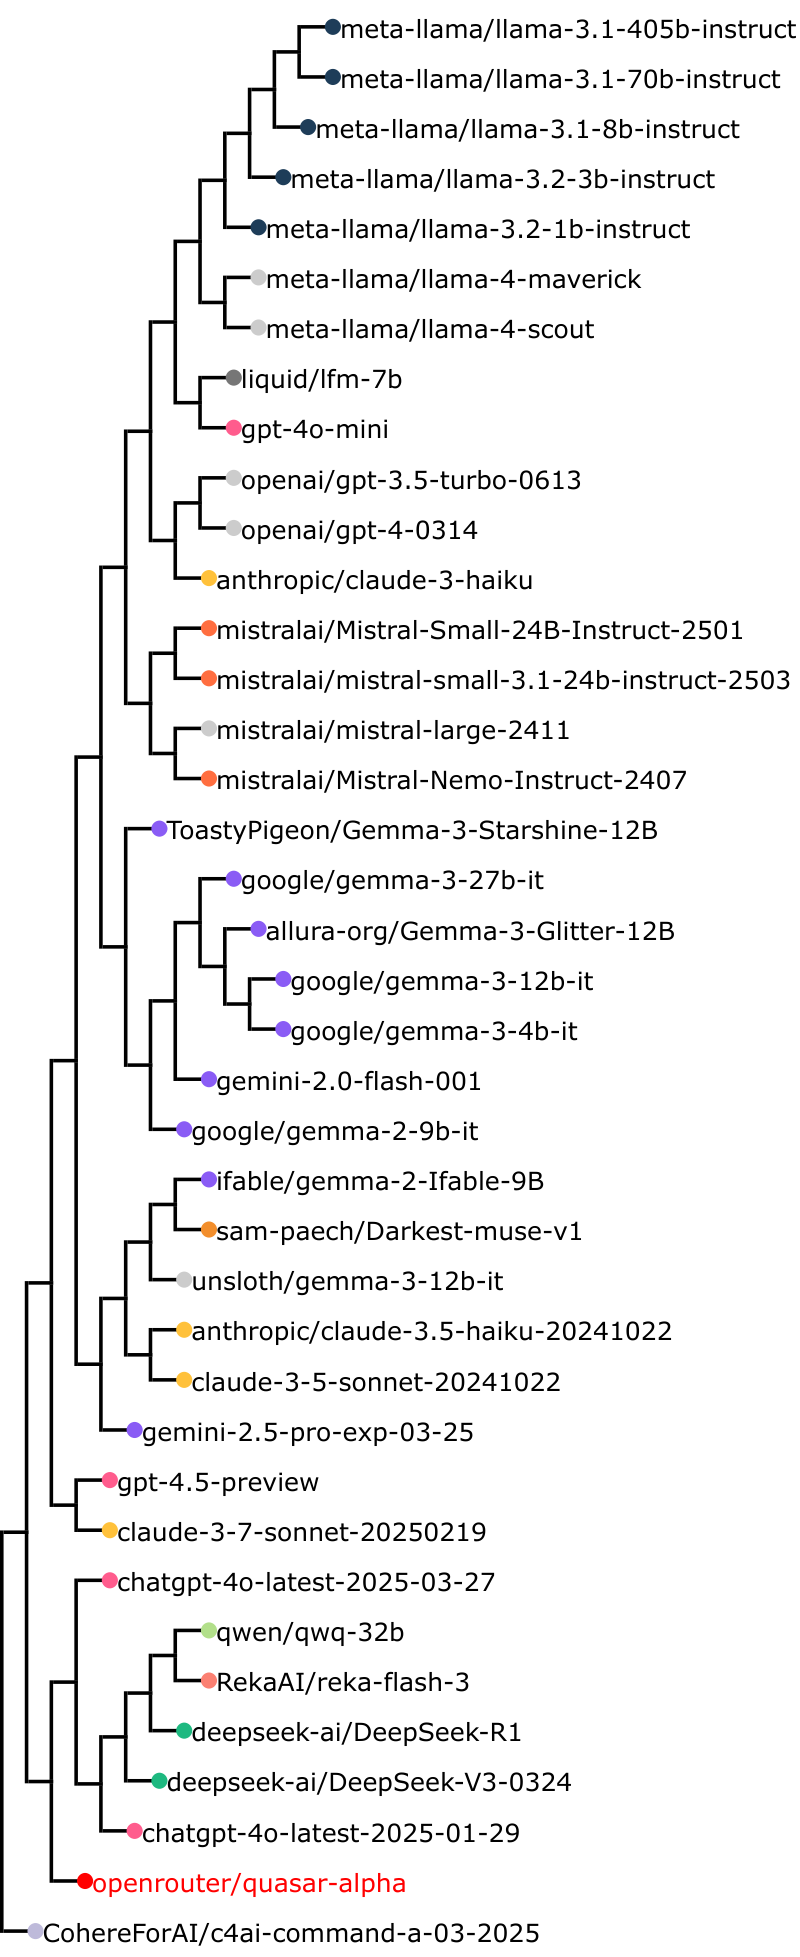 meta-llama/llama-3.1-405b-instruct
meta-llama/llama-3.1-70b-instruct
meta-llama/llama-3.1-8b-instruct
meta-llama/llama-3.2-3b-instruct
meta-llama/llama-3.2-1b-instruct
meta-llama/llama-4-maverick
meta-llama/llama-4-scout
liquid/lfm-7b
gpt-4o-mini
openai/gpt-3.5-turbo-0613
openai/gpt-4-0314
anthropic/claude-3-haiku
mistralai/Mistral-Small-24B-Instruct-2501
mistralai/mistral-small-3.1-24b-instruct-2503
mistralai/mistral-large-2411
mistralai/Mistral-Nemo-Instruct-2407
ToastyPigeon/Gemma-3-Starshine-12B
google/gemma-3-27b-it
allura-org/Gemma-3-Glitter-12B
google/gemma-3-12b-it
google/gemma-3-4b-it
gemini-2.0-flash-001
google/gemma-2-9b-it
ifable/gemma-2-Ifable-9B
sam-paech/Darkest-muse-v1
unsloth/gemma-3-12b-it
anthropic/claude-3.5-haiku-20241022
claude-3-5-sonnet-20241022
gemini-2.5-pro-exp-03-25
gpt-4.5-preview
claude-3-7-sonnet-20250219
chatgpt-4o-latest-2025-03-27
qwen/qwq-32b
RekaAI/reka-flash-3
deepseek-ai/DeepSeek-R1
deepseek-ai/DeepSeek-V3-0324
chatgpt-4o-latest-2025-01-29
openrouter/quasar-alpha
CohereForAI/c4ai-command-a-03-2025